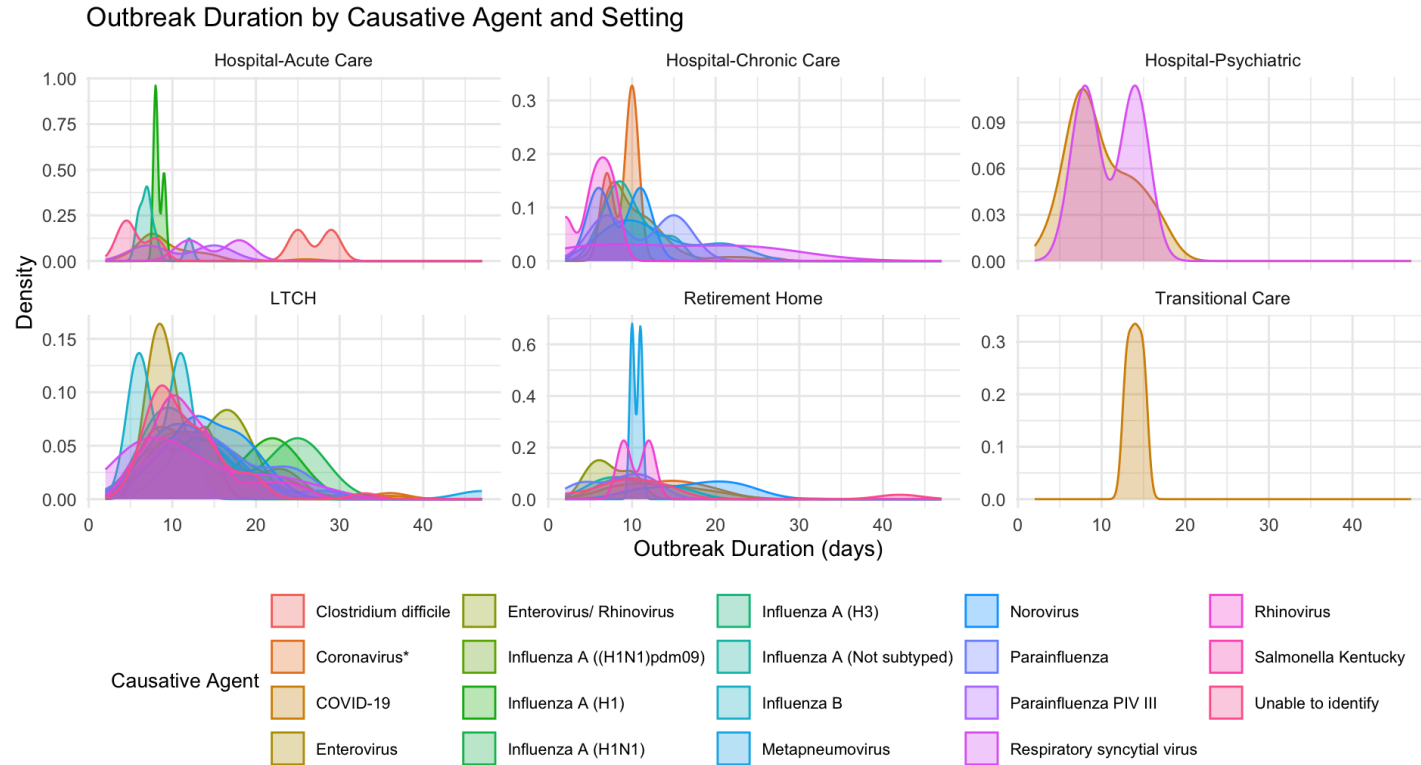 Outbreak Duration by Causative Agent and Setting
Hospital-Acute Care
Hospital-Chronic Care
Hospital-Psychiatric
1.00
0.75
0.50
0.25
0.00
0.3
0.2
0.1
0.0
0.09
0.06
0.03
0.00
Density
LTCH
Retirement Home
Transitional Care
0.15
0.10
0.05
0.00
0.6
0.4
0.2
0.0
0.3
0.2
0.1
0.0
0 10 20 30 40
0 10 20 30 40
0 10 20 30 40
Outbreak Duration (days)
Causative Agent
Clostridium difficile
Coronavirus*
COVID-19
Enterovirus
Enterovirus/ Rhinovirus
Influenza A ((H1N1)pdm09)
Influenza A (H1)
Influenza A (H1N1)
Influenza A (H3)
Influenza A (Not subtyped)
Influenza B
Metapneumovirus
Norovirus
Parainfluenza
Parainfluenza PIV III
Respiratory syncytial virus
Rhinovirus
Salmonella Kentucky
Unable to identify